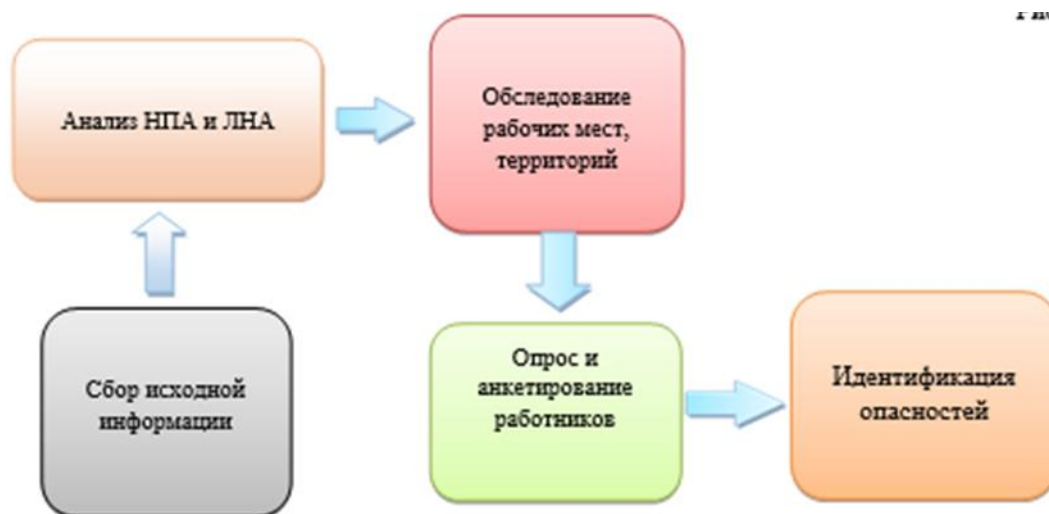 Анализ НПА и ЛНА
Обследование
рабочих мест,
территорий
Сбор исходной
информации
Опрос и
анкетирование
работников
Идентификация
опасностей